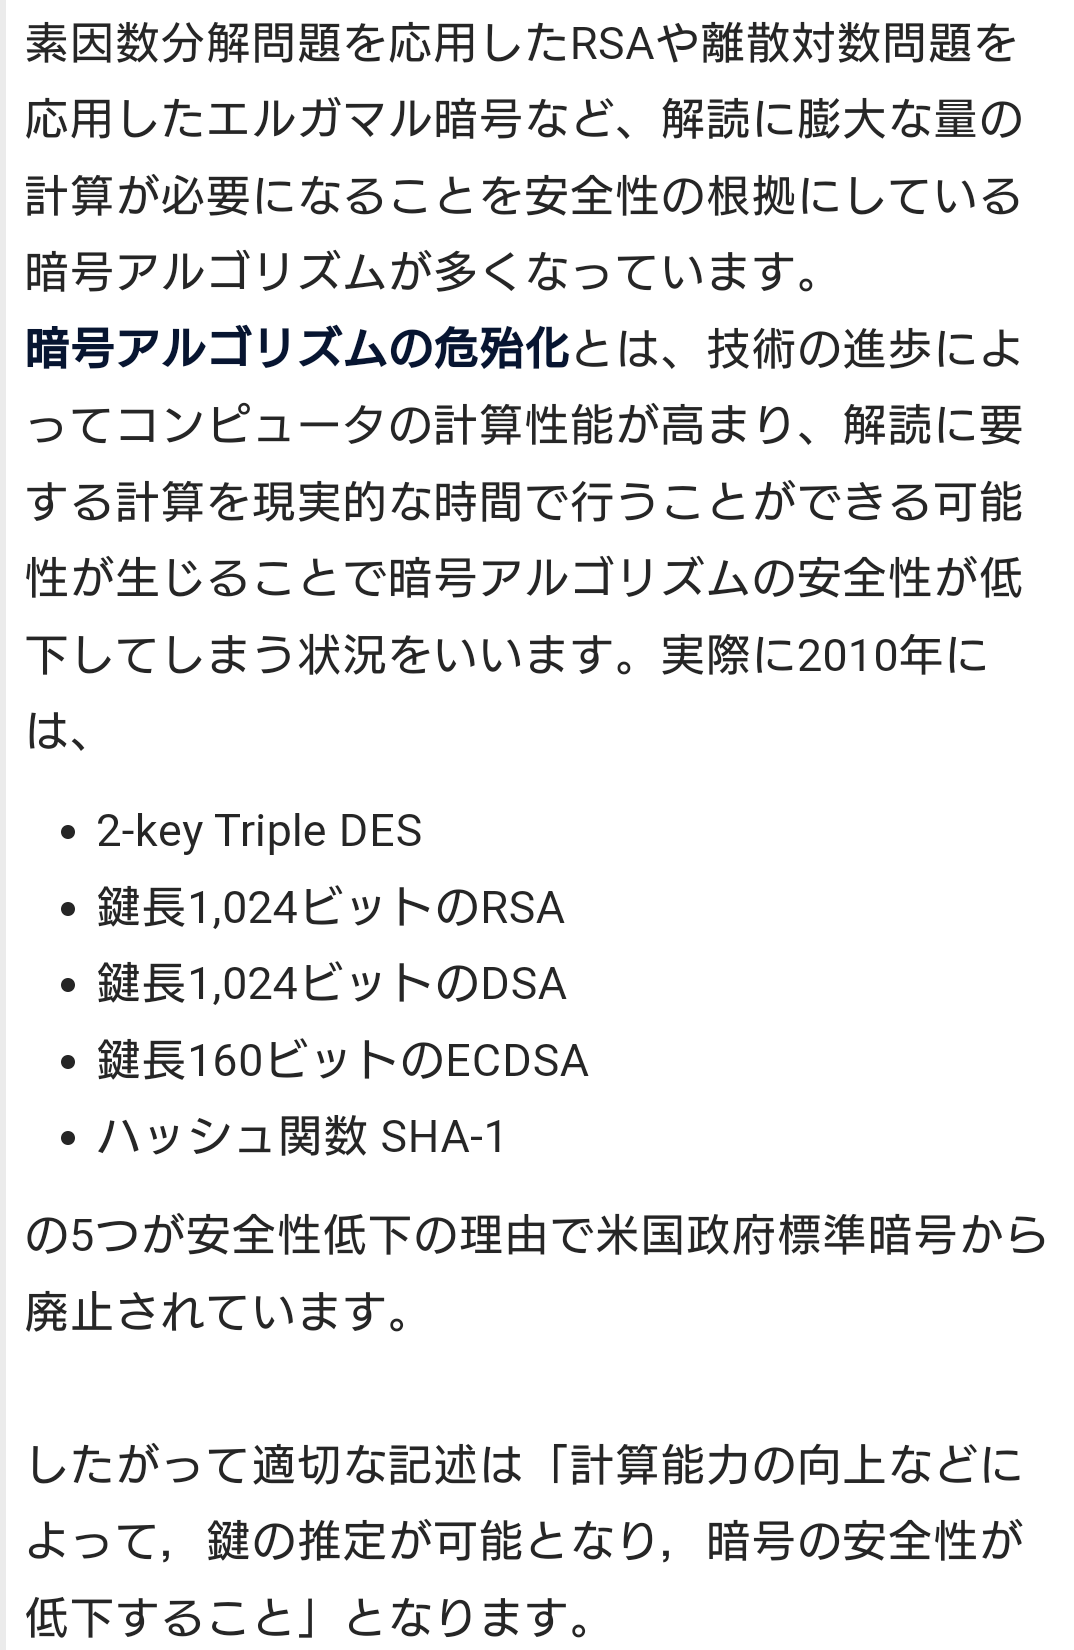 素因数分解問題を応用したRSAや離散対数問題を
応用したエルガマル暗号など、解読に膨大な量の
計算が必要になることを安全性の根拠にしている
暗号アルゴリズムが多くなっています。
暗号アルゴリズムの危殆化とは、技術の進歩によ
ってコンピュータの計算性能が高まり、解読に要
する計算を現実的な時間で行うことができる可能
性が生じることで暗号アルゴリズムの安全性が低
下してしまう状況をいいます。実際に2010年に
は、
• 2-key Triple DES
• 鍵長1,024ビットのRSA
• 鍵長1,024ビットのDSA
• 鍵長160ビットのECDSA
• ハッシュ関数 SHA-1
の5つが安全性低下の理由で米国政府標準暗号から
廃止されています。
したがって適切な記述は「計算能力の向上などに
よって，鍵の推定が可能となり，暗号の安全性が
低下すること」となります。